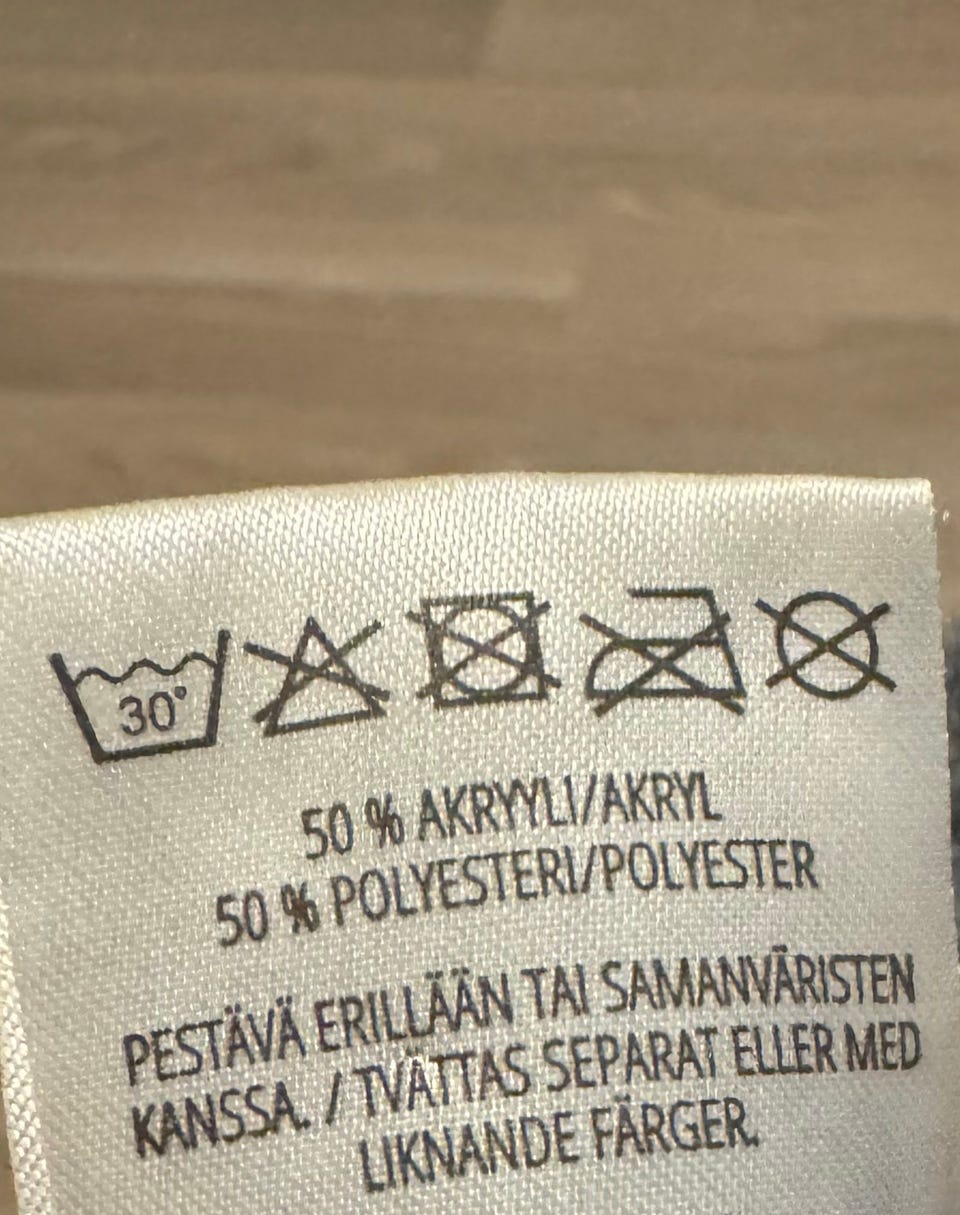 30°
50 % AKRYYLI/AKRYL
50 % POLYESTERI/POLYESTER
PESTÄVÄ ERILLÄÄN TAI SAMANVÄRISTEN
KANSSA. / TVÄTTAS SEPARAT ELLER MED
LIKNANDE FÄRGER.